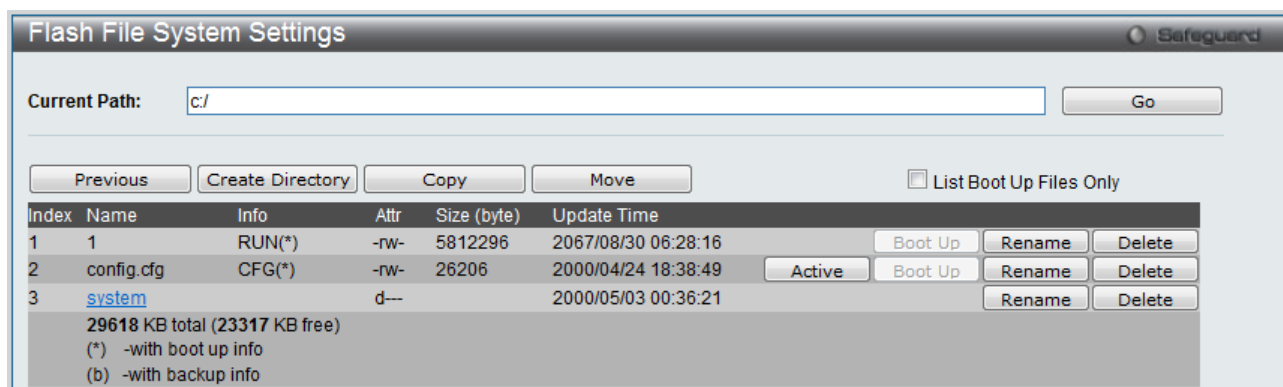 Flash File System Settings
Safeguard
Current Path: c:/ Go
Previous Create Directory Copy Move List Boot Up Files Only
Index Name Info Attr Size (byte) Update Time
1 1 RUN(*) -rw- 5812296 2067/08/30 06:28:16 Boot Up Rename Delete
2 config.cfg CFG(*) -rw- 26206 2000/04/24 18:38:49 Active Boot Up Rename Delete
3 system d--- 2000/05/03 00:36:21 Rename Delete
29618 KB total (23317 KB free)
(*) -with boot up info
(b) -with backup info